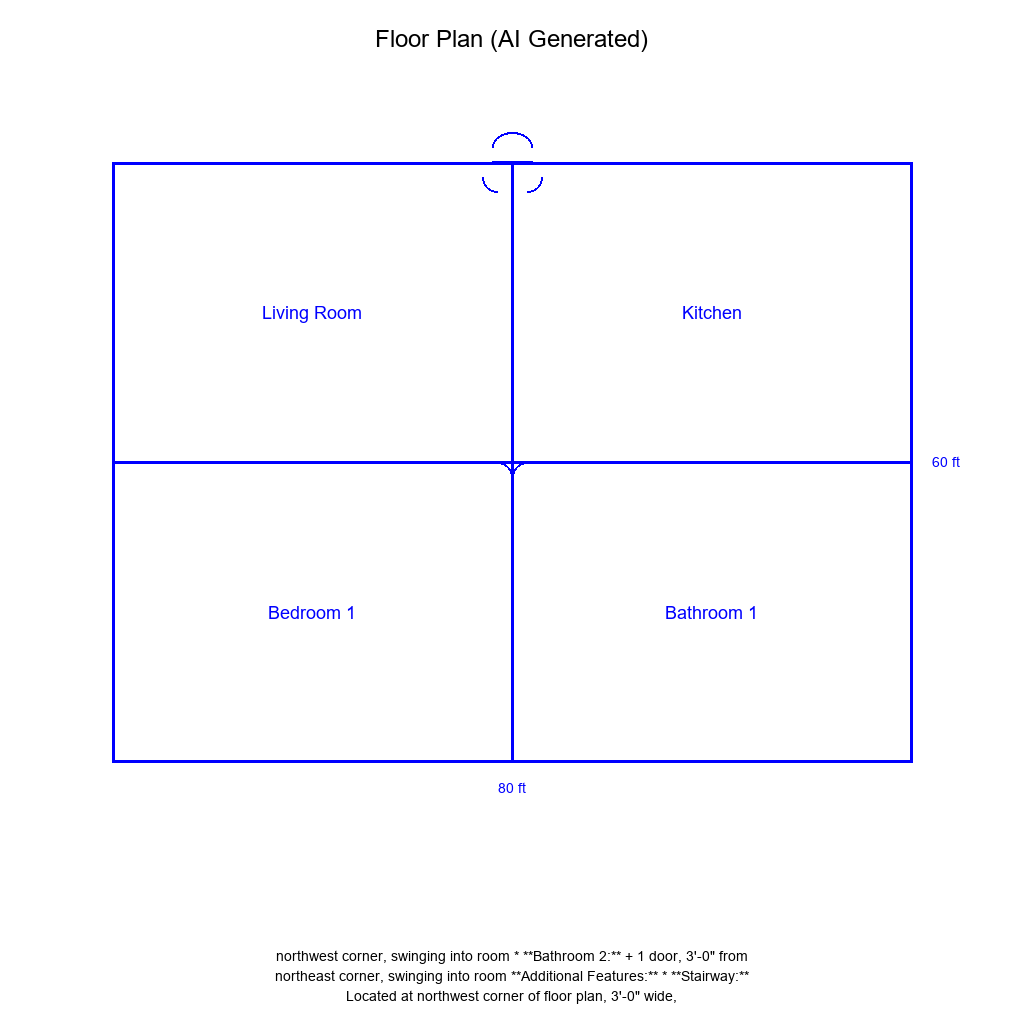 Floor Plan (AI Generated)
Living Room
Kitchen
60 ft
Bedroom 1
Bathroom 1
80 ft
northwest corner, swinging into room * **Bathroom 2:** + 1 door, 3'-0" from
northeast corner, swinging into room **Additional Features:** * **Stairway:**
Located at northwest corner of floor plan, 3'-0" wide,